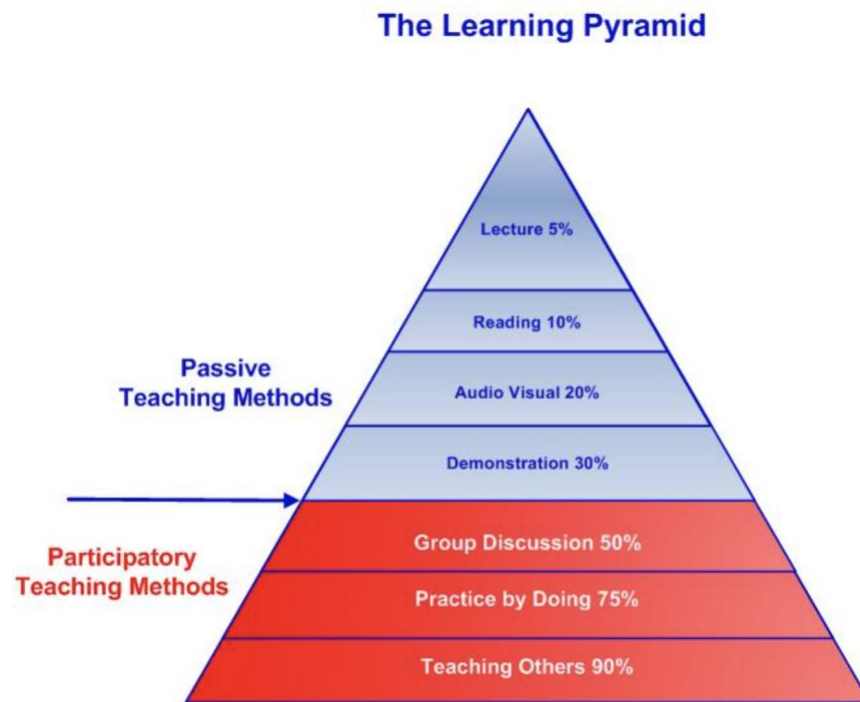 The Learning Pyramid
Lecture 5%
Reading 10%
Passive
Teaching Methods
Audio Visual 20%
Demonstration 30%
Participatory
Teaching Methods
Group Discussion 50%
Practice by Doing 75%
Teaching Others 90%